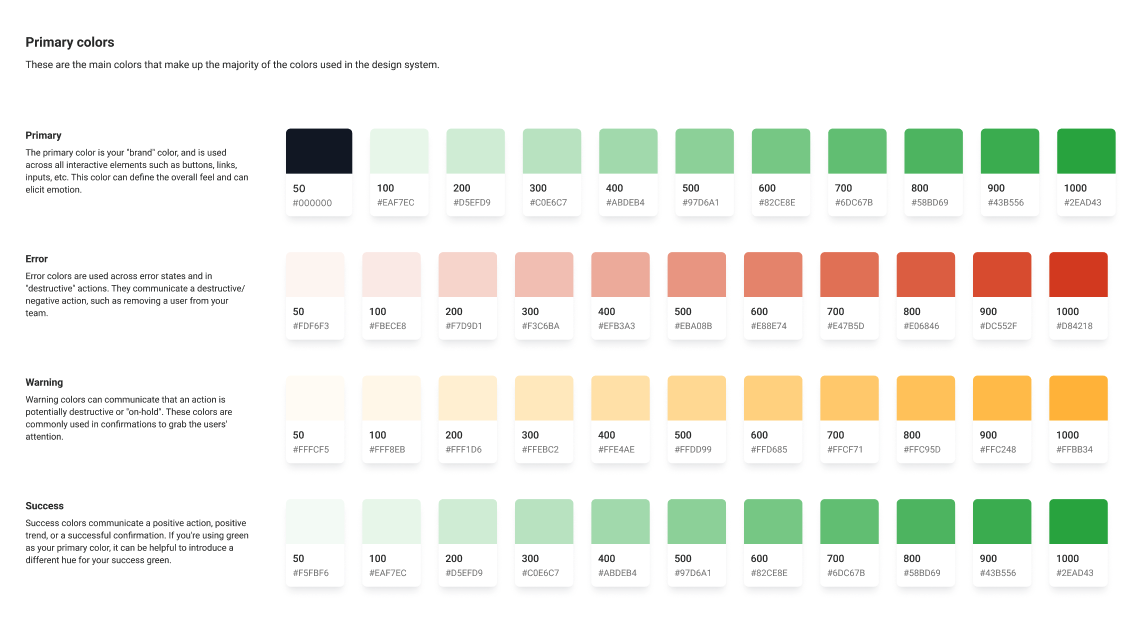 Primary colors
These are the main colors that make up the majority of the colors used in the design system.
Primary
The primary color is your "brand" color, and is used
across all interactive elements such as buttons, links,
inputs, etc. This color can define the overall feel and can
elicit emotion.
50 100 200 300 400 500 600 700 800 900 1000
#000000 #EAF7EC #D5EFD9 #C0E6C7 #ABDEB4 #97D6A1 #82CE8E #6DC67B #58BD69 #43B556 #2EAD43
Error
Error colors are used across error states and in
"destructive" actions. They communicate a destructive/
negative action, such as removing a user from your
team.
50 100 200 300 400 500 600 700 800 900 1000
#FDF6F3 #FBECE8 #F7D9D1 #F3C6BA #EFB3A3 #EBA08B #E88E74 #E47B5D #E06846 #DC552F #D84218
Warning
Warning colors can communicate that an action is
potentially destructive or "on-hold". These colors are
commonly used in confirmations to grab the users'
attention.
50 100 200 300 400 500 600 700 800 900 1000
#FFFCF5 #FFF8EB #FFF1D6 #FFEBC2 #FFE4AE #FFDD99 #FFD685 #FFCF71 #FFC95D #FFC248 #FFBB34
Success
Success colors communicate a positive action, positive
trend, or a successful confirmation. If you're using green
as your primary color, it can be helpful to introduce a
different hue for your success green.
50 100 200 300 400 500 600 700 800 900 1000
#F5FBF6 #EAF7EC #D5EFD9 #C0E6C7 #ABDEB4 #97D6A1 #82CE8E #6DC67B #58BD69 #43B556 #2EAD43